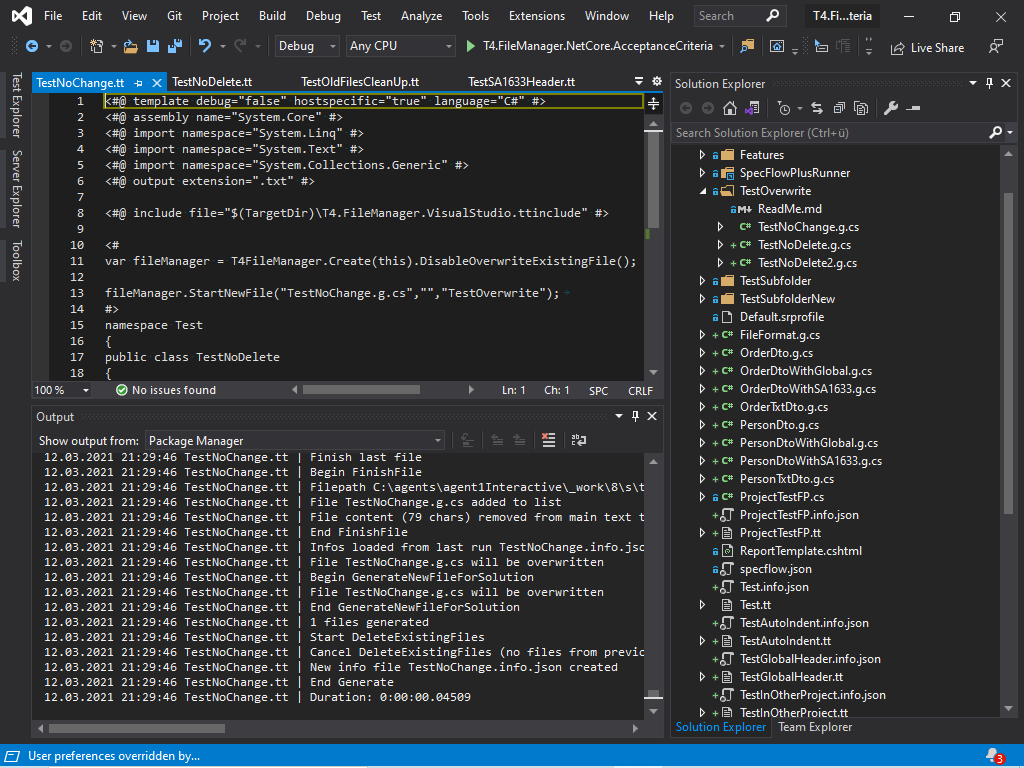 File Edit View Git Project Build Debug Test Analyze Tools Extensions Window Help Search T4.Fi...teria
Debug Any CPU T4.FileManager.NetCore.AcceptanceCriteria Live Share
Test Explorer
Server Explorer
Toolbox
TestNoChange.tt TestNoDelete.tt TestOldFilesCleanUp.tt TestSA1633Header.tt
1 <#@ template debug="false" hostspecific="true" language="C#" #>
2 <#@ assembly name="System.Core" #>
3 <#@ import namespace="System.Linq" #>
4 <#@ import namespace="System.Text" #>
5 <#@ import namespace="System.Collections.Generic" #>
6 <#@ output extension=".txt" #>
7
8 <#@ include file="$(TargetDir)\T4.FileManager.VisualStudio.ttinclude" #>
9
10 <#
11 var fileManager = T4FileManager.Create(this).DisableOverwriteExistingFile();
12
13 fileManager.StartNewFile("TestNoChange.g.cs","","TestOverwrite");
14 #>
15 namespace Test
16 {
17 public class TestNoDelete
18 {
100 % No issues found Ln: 1 Ch: 1 SPC CRLF
Output
Show output from: Package Manager
12.03.2021 21:29:46 TestNoChange.tt | Finish last file
12.03.2021 21:29:46 TestNoChange.tt | Begin FinishFile
12.03.2021 21:29:46 TestNoChange.tt | Filepath C:\agents\agent1Interactive\_work\8\s\t
12.03.2021 21:29:46 TestNoChange.tt | File TestNoChange.g.cs added to list
12.03.2021 21:29:46 TestNoChange.tt | File content (79 chars) removed from main text t
12.03.2021 21:29:46 TestNoChange.tt | End FinishFile
12.03.2021 21:29:46 TestNoChange.tt | Infos loaded from last run TestNoChange.info.jso
12.03.2021 21:29:46 TestNoChange.tt | File TestNoChange.g.cs will be overwritten
12.03.2021 21:29:46 TestNoChange.tt | Begin GenerateNewFileForSolution
12.03.2021 21:29:46 TestNoChange.tt | File TestNoChange.g.cs will be overwritten
12.03.2021 21:29:46 TestNoChange.tt | End GenerateNewFileForSolution
12.03.2021 21:29:46 TestNoChange.tt | 1 files generated
12.03.2021 21:29:46 TestNoChange.tt | Start DeleteExistingFiles
12.03.2021 21:29:46 TestNoChange.tt | Cancel DeleteExistingFiles (no files from previo
12.03.2021 21:29:46 TestNoChange.tt | New info file TestNoChange.info.json created
12.03.2021 21:29:46 TestNoChange.tt | End Generate
12.03.2021 21:29:46 TestNoChange.tt | Duration: 0:00:00.04509
Solution Explorer
Search Solution Explorer (Ctrl+ü)
Features
SpecFlowPlusRunner
TestOverwrite
M+ ReadMe.md
C# TestNoChange.g.cs
+ C# TestNoDelete.g.cs
+ C# TestNoDelete2.g.cs
TestSubfolder
TestSubfolderNew
Default.srprofile
+ C# FileFormat.g.cs
+ C# OrderDto.g.cs
+ C# OrderDtoWithGlobal.g.cs
+ C# OrderDtoWithSA1633.g.cs
+ C# OrderTxtDto.g.cs
+ C# PersonDto.g.cs
+ C# PersonDtoWithGlobal.g.cs
+ C# PersonDtoWithSA1633.g.cs
+ C# PersonTxtDto.g.cs
C# ProjectTestFP.cs
+ ProjectTestFP.info.json
+ ProjectTestFP.tt
ReportTemplate.cshtml
specflow.json
+ Test.info.json
Test.tt
+ TestAutoIndent.info.json
+ TestAutoIndent.tt
+ TestGlobalHeader.info.json
+ TestGlobalHeader.tt
+ TestInOtherProject.info.json
+ TestInOtherProject.tt
Solution Explorer Team Explorer
User preferences overridden by... 3